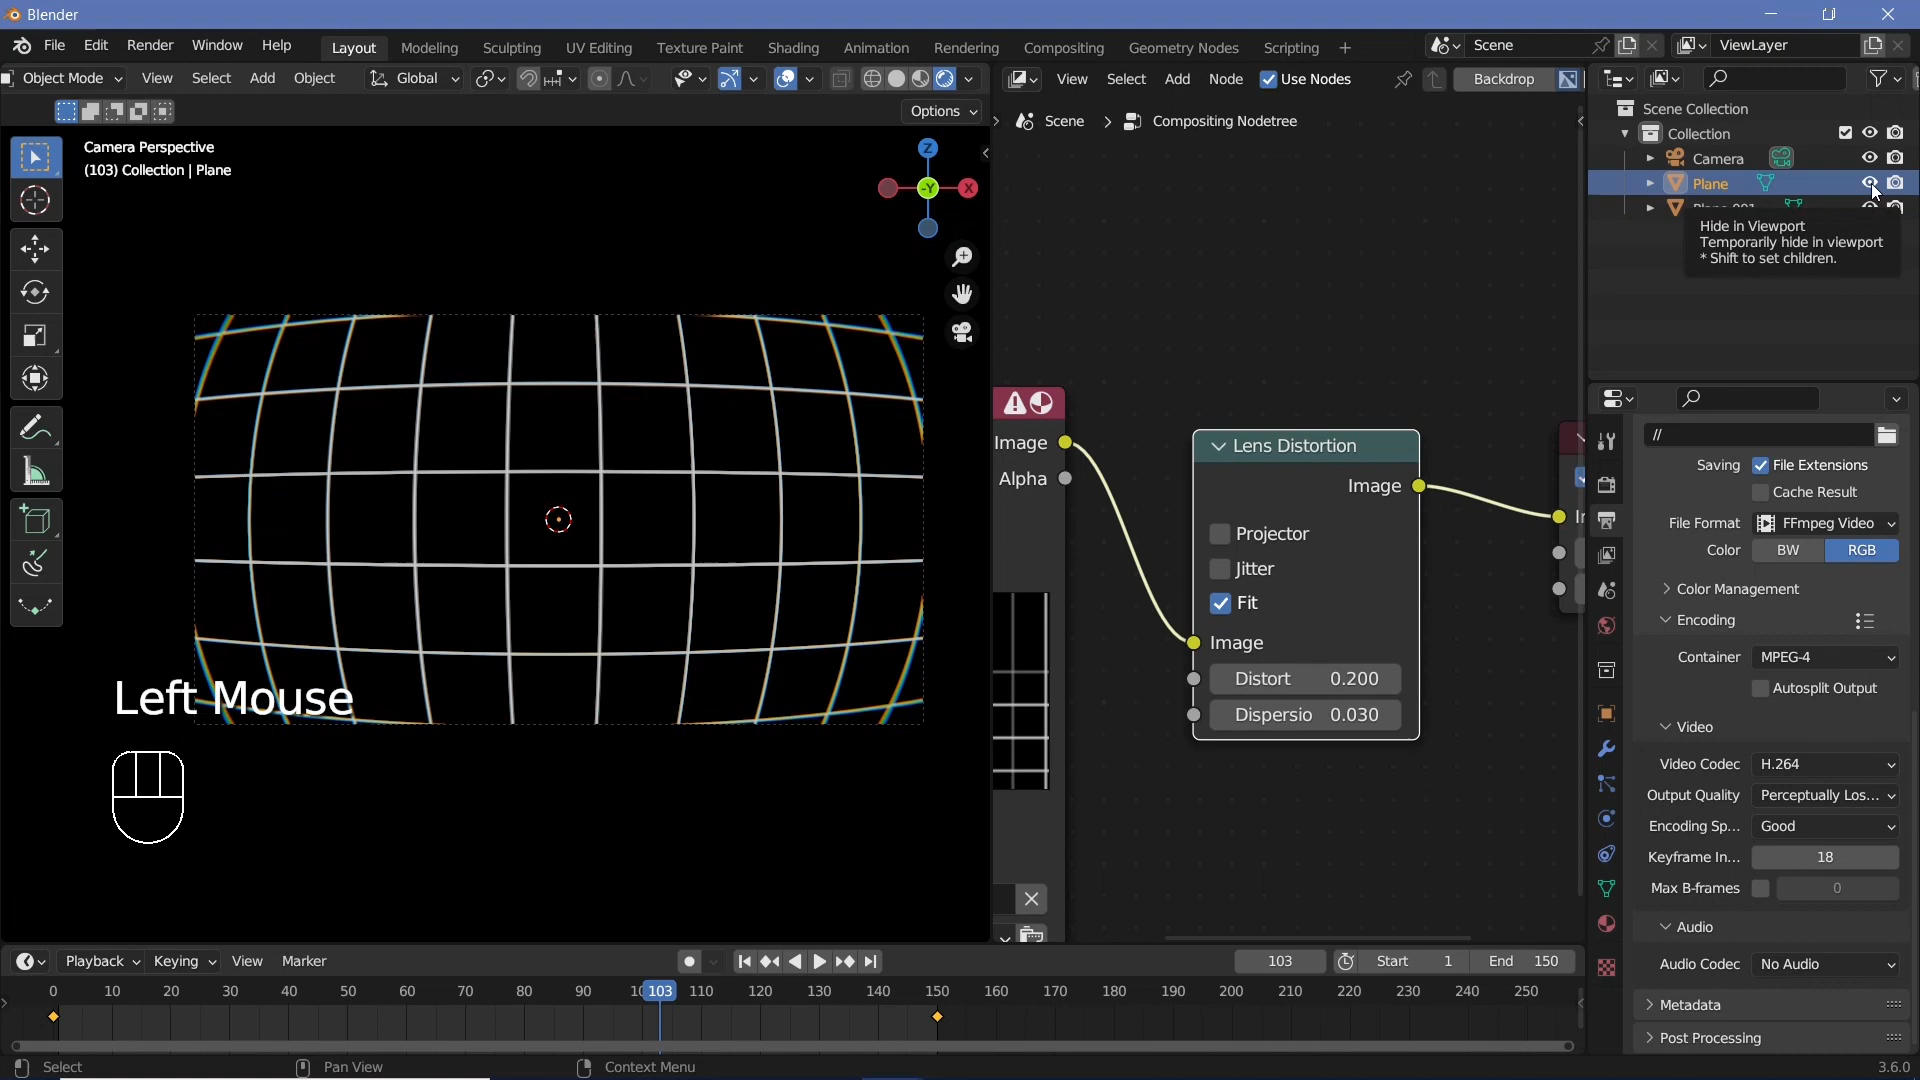 Blender
File Edit Render Window Help Layout Modeling Sculpting UV Editing Texture Paint Shading Animation Rendering Compositing Geometry Nodes Scripting + Scene ViewLayer
Object Mode View Select Add Object Global View Select Add Node Use Nodes Backdrop
Options
Scene > Compositing Nodetree
Scene Collection
Collection
Camera
Plane
Plane.001
Hide in Viewport
Temporarily hide in viewport
* Shift to set children.
Camera Perspective
(103) Collection | Plane
Z
-Y X
Image
Alpha
Lens Distortion
Image
Projector
Jitter
Fit
Image
Distort 0.200
Dispersio 0.030
Left Mouse
//
Saving File Extensions
Cache Result
File Format FFmpeg Video
Color BW RGB
Color Management
Encoding
Container MPEG-4
Autosplit Output
Video
Video Codec H.264
Output Quality Perceptually Los...
Encoding Sp... Good
Keyframe In... 18
Max B-frames 0
Audio
Audio Codec No Audio
Metadata
Post Processing
Playback Keying View Marker 103 Start 1 End 150
0 10 20 30 40 50 60 70 80 90 103 110 120 130 140 150 160 170 180 190 200 210 220 230 240 250
Select Pan View Context Menu 3.6.0